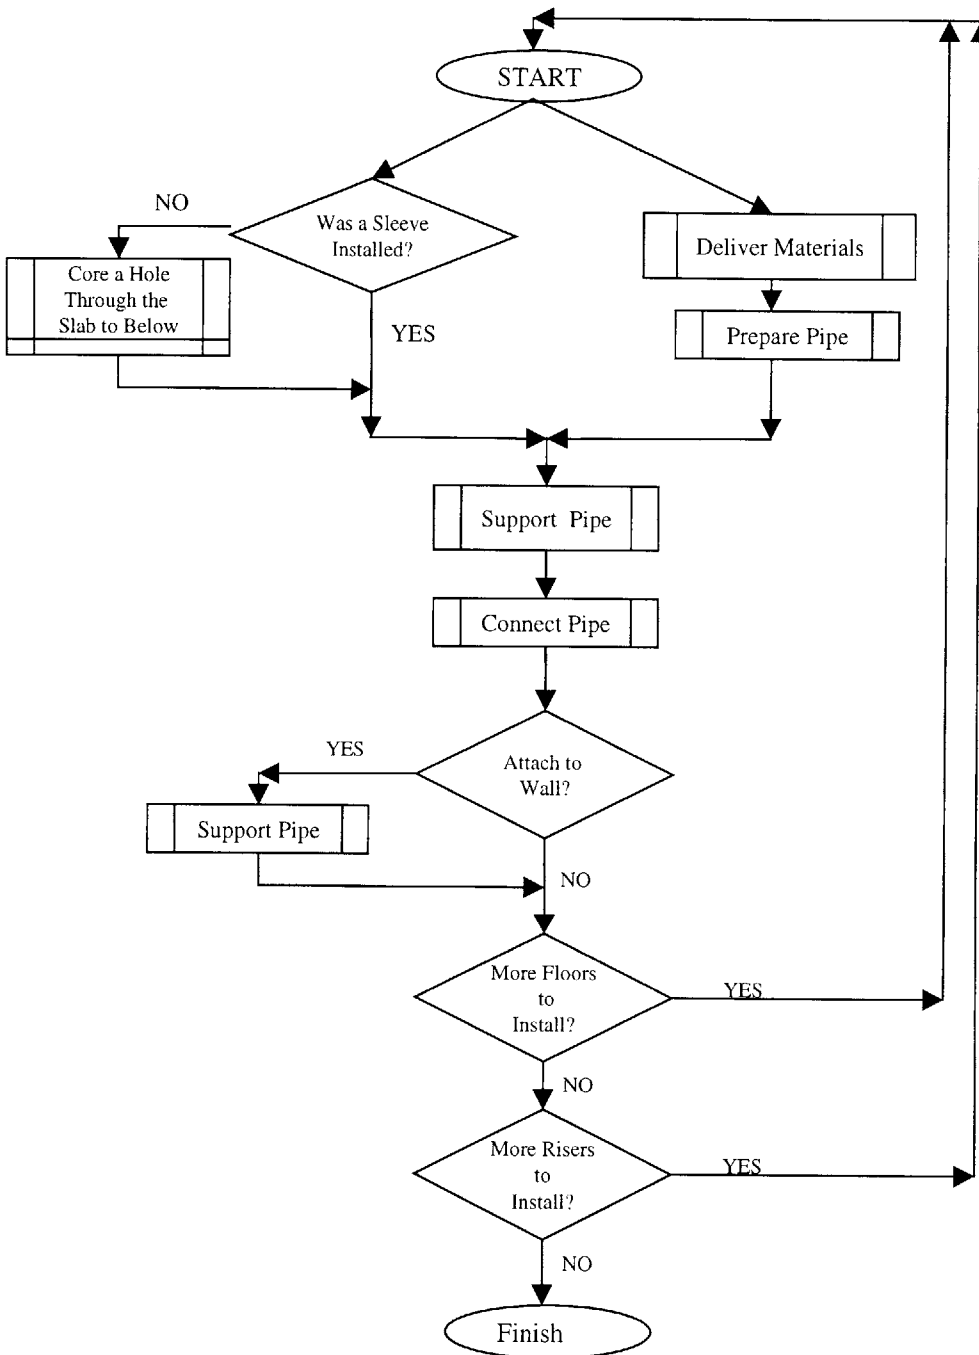 START
NO
Was a Sleeve
Installed?
Deliver Materials
Core a Hole
Through the
Slab to Below
YES
Prepare Pipe
Support Pipe
Connect Pipe
YES
Attach to
Wall?
Support Pipe
NO
More Floors
to
Install?
YES
NO
More Risers
to
Install?
YES
NO
Finish